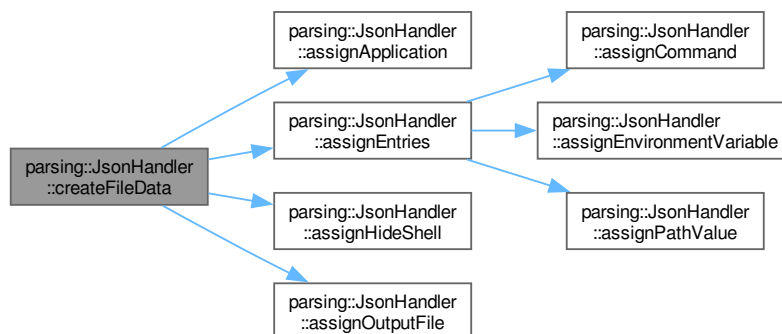 parsing::JsonHandler
::createFileData
parsing::JsonHandler
::assignApplication
parsing::JsonHandler
::assignEntries
parsing::JsonHandler
::assignHideShell
parsing::JsonHandler
::assignOutputFile
parsing::JsonHandler
::assignCommand
parsing::JsonHandler
::assignEnvironmentVariable
parsing::JsonHandler
::assignPathValue